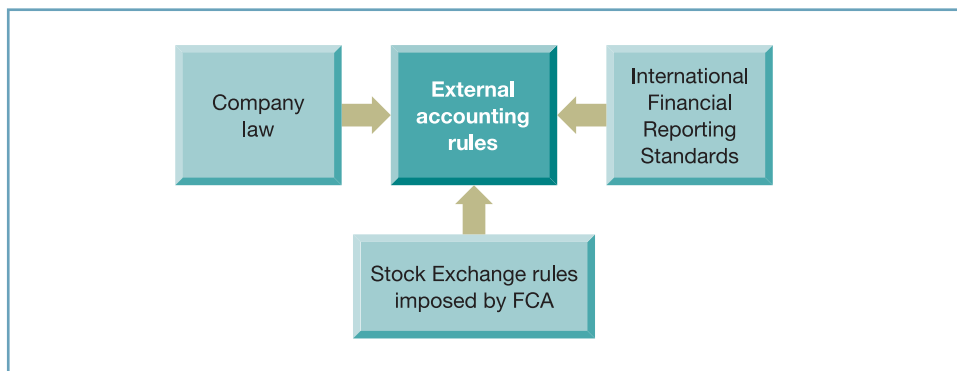 Company
law
External
accounting
rules
International
Financial
Reporting
Standards
Stock Exchange rules
imposed by FCA